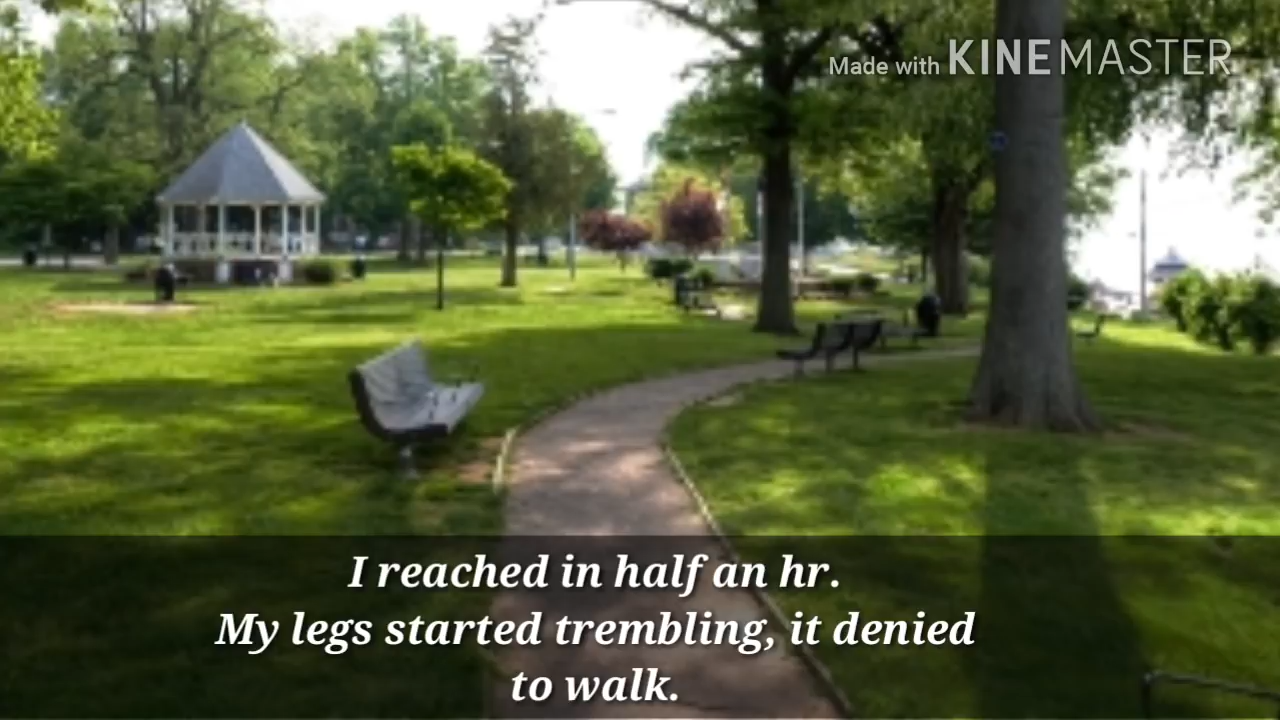 Made with KINEMASTER
I reached in half an hr.
My legs started trembling, it denied
to walk.